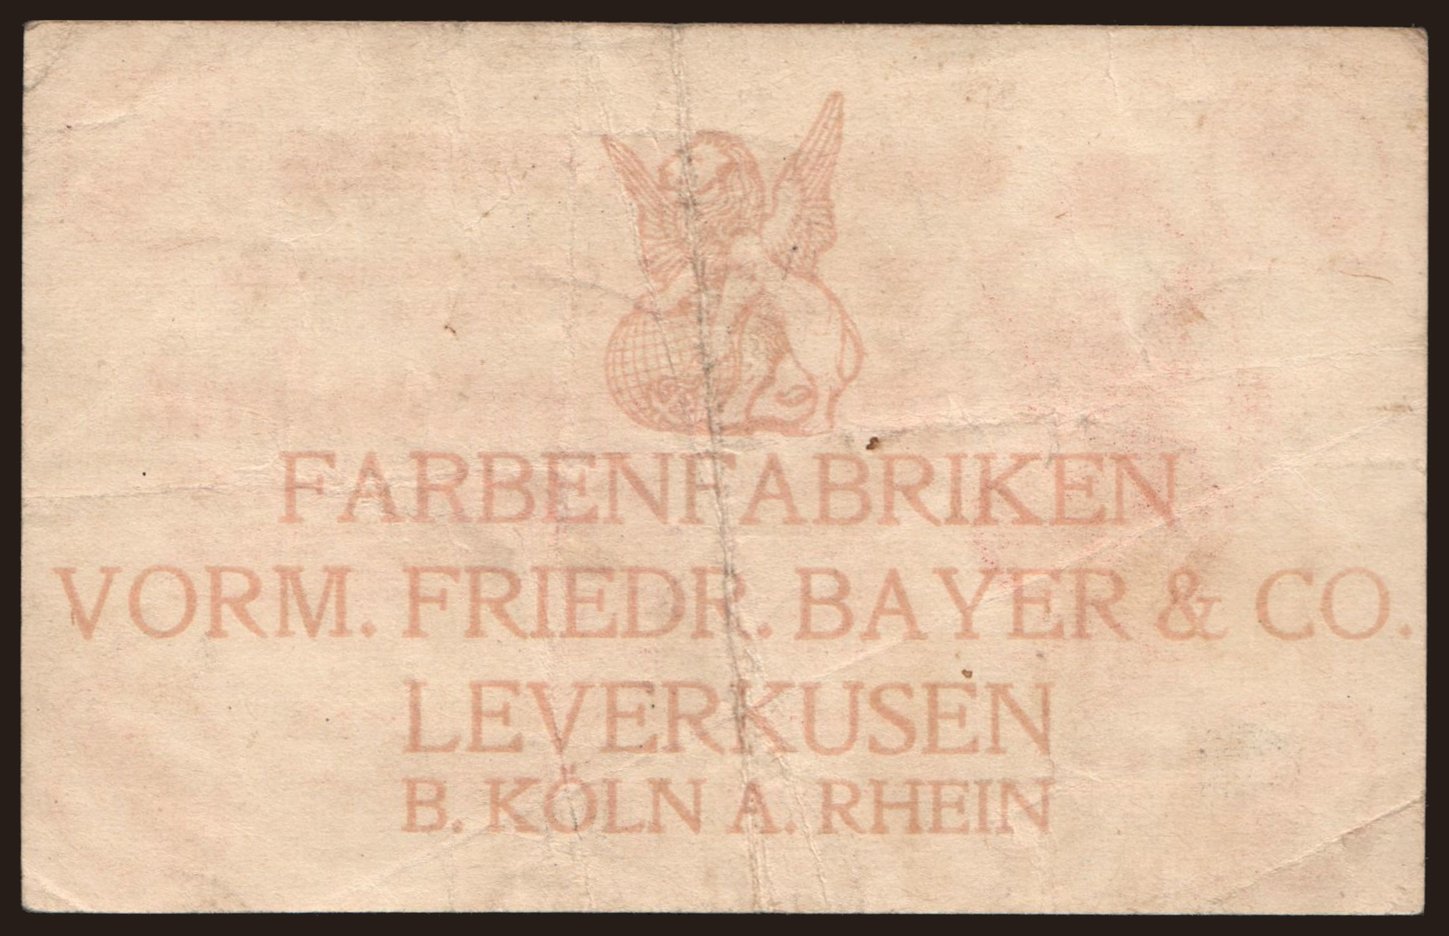 FARBENFABRIKEN
VORM. FRIEDR. BAYER & CO.
LEVERKUSEN
B. KÖLN A. RHEIN